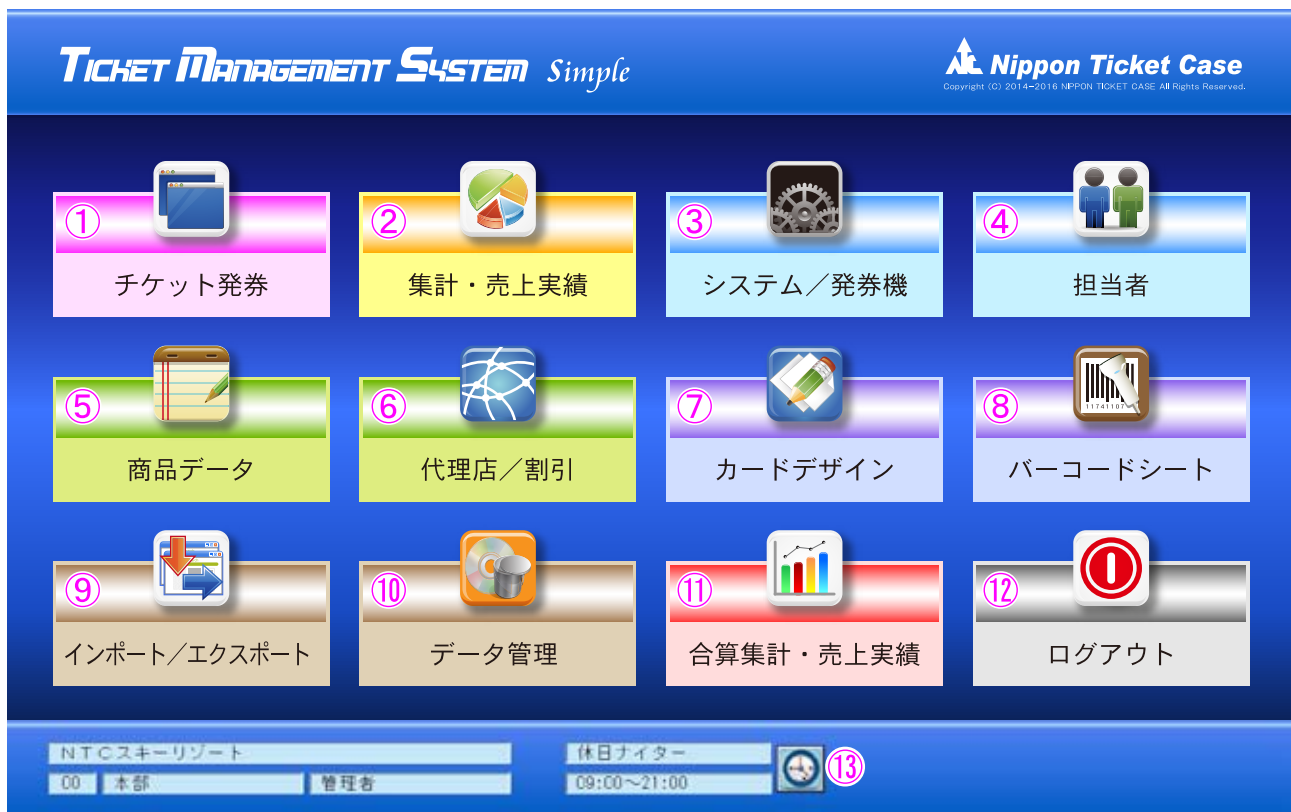 TICKET MANAGEMENT SYSTEM Simple
NTC Nippon Ticket Case
Copyright (C) 2014-2016 NIPPON TICKET CASE All Rights Reserved.
① ② ③ ④
チケット発券 集計・売上実績 システム／発券機 担当者
⑤ ⑥ ⑦ ⑧
11741107
商品データ 代理店／割引 カードデザイン バーコードシート
⑨ ⑩ ⑪ ⑫
インポート／エクスポート データ管理 合算集計・売上実績 ログアウト
NTCスキーリゾート 休日ナイター ⑬
00 本部 管理者 09:00～21:00